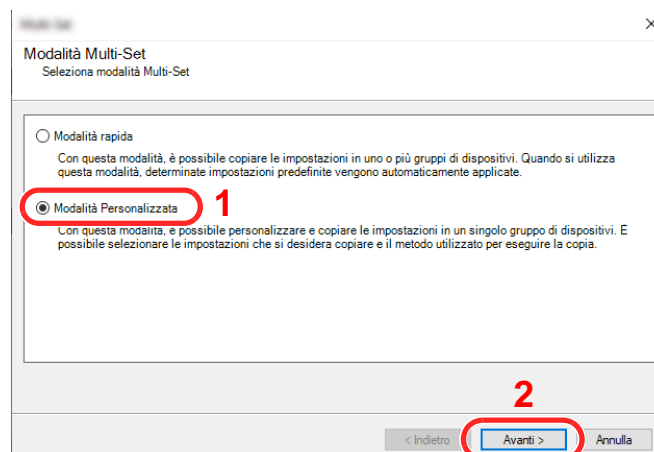 Modalità Multi-Set
Seleziona modalità Multi-Set
Modalità rapida
Con questa modalità, è possibile copiare le impostazioni in uno o più gruppi di dispositivi. Quando si utilizza
questa modalità, determinate impostazioni predefinite vengono automaticamente applicate.
Modalità Personalizzata
1
Con questa modalità, è possibile personalizzare e copiare le impostazioni in un singolo gruppo di dispositivi. È
possibile selezionare le impostazioni che si desidera copiare e il metodo utilizzato per eseguire la copia.
2
< Indietro
Avanti >
Annulla